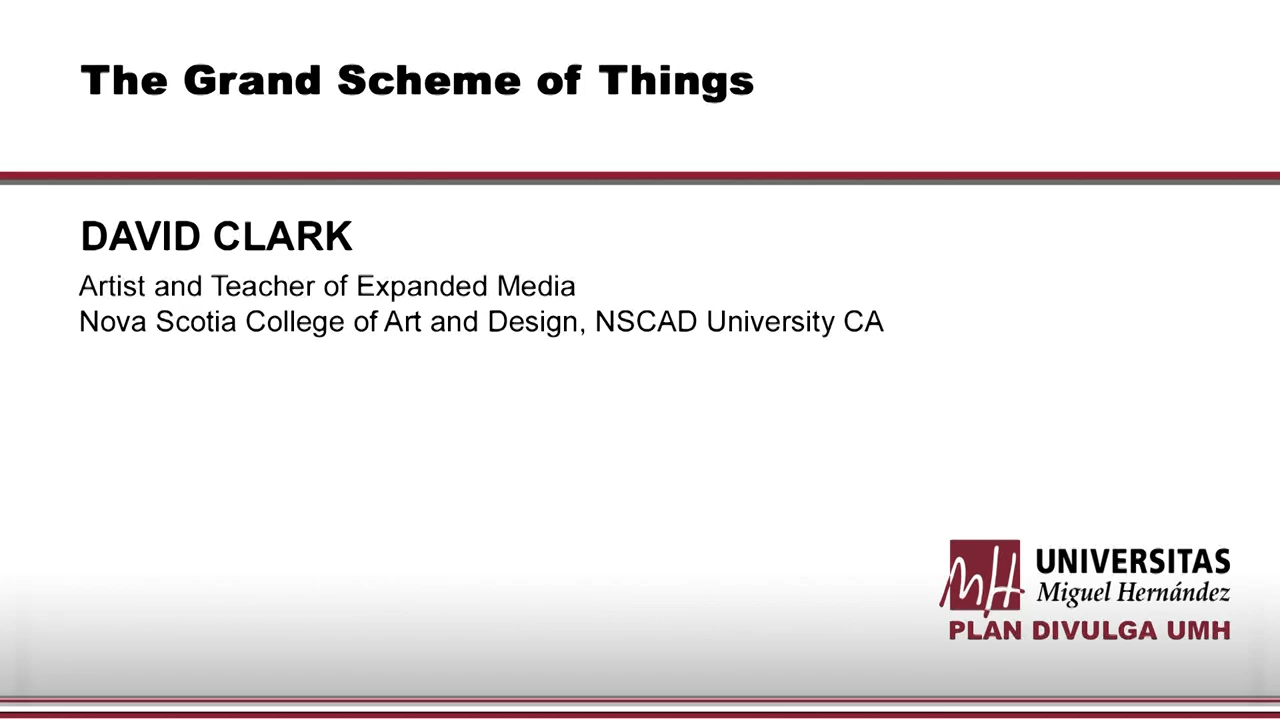 The Grand Scheme of Things
DAVID CLARK
Artist and Teacher of Expanded Media
Nova Scotia College of Art and Design, NSCAD University CA
MH
UNIVERSITAS
Miguel Hernández
PLAN DIVULGA UMH